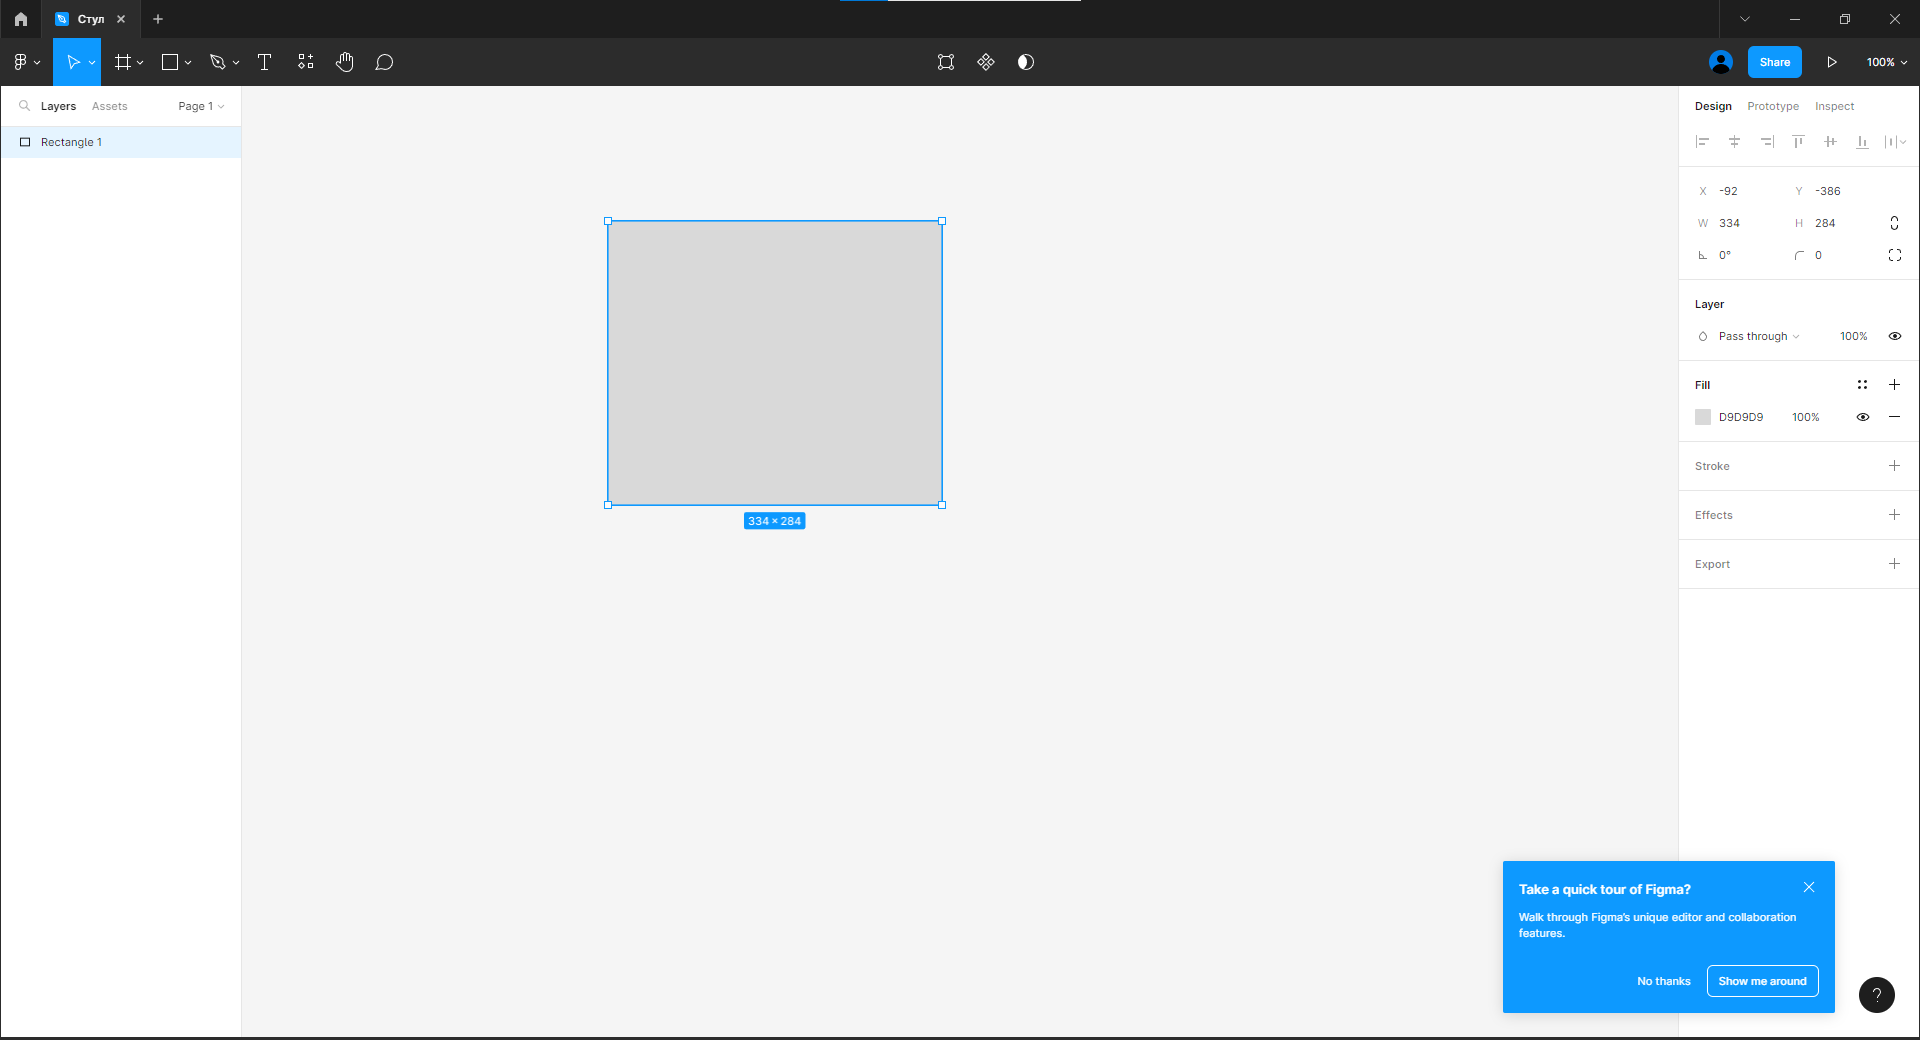 Стул
Share
100%
Layers Assets Page 1
Rectangle 1
334 × 284
Design Prototype Inspect
X -92 Y -386
W 334 H 284
0° 0
Layer
Pass through 100%
Fill
D9D9D9 100%
Stroke
Effects
Export
Take a quick tour of Figma?
Walk through Figma's unique editor and collaboration
features.
No thanks Show me around
?